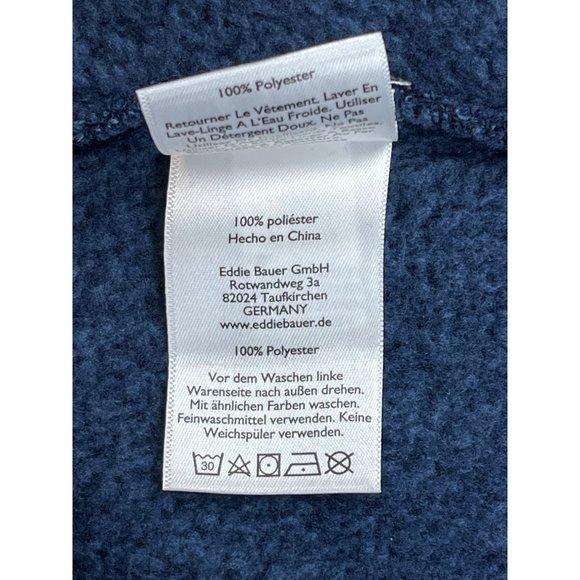 100% Polyester
Retourner Le Vêtement. Laver En
Lave-Linge A L'Eau Froide. Utiliser
Un Détergent Doux. Ne Pas
100% poliéster
Hecho en China
Eddie Bauer GmbH
Rotwandweg 3a
82024 Taufkirchen
GERMANY
www.eddiebauer.de
100% Polyester
Vor dem Waschen linke
Warenseite nach außen drehen.
Mit ähnlichen Farben waschen.
Feinwaschmittel verwenden. Keine
Weichspüler verwenden.
30